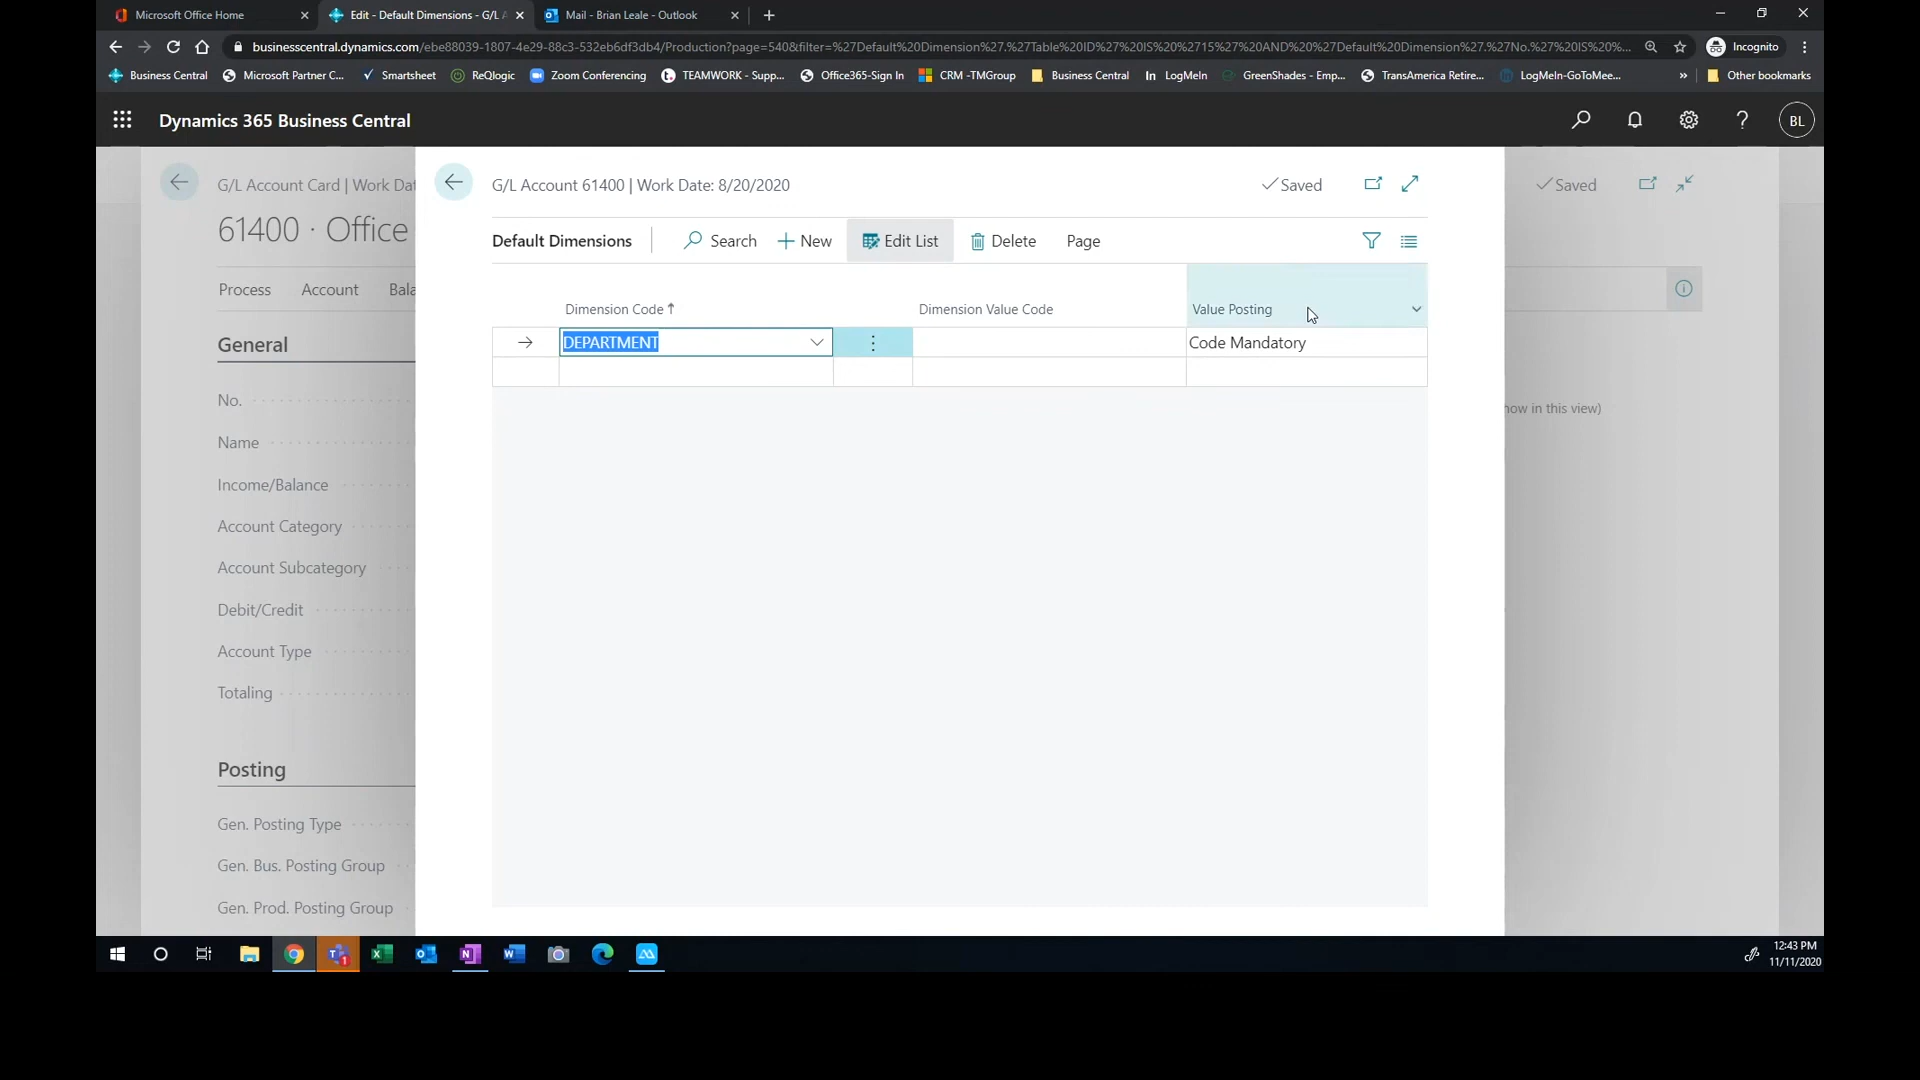 Microsoft Office Home
Edit - Default Dimensions - G/L A
Mail - Brian Leale - Outlook
businesscentral.dynamics.com/ebe88039-1807-4e29-88c3-532eb6df3db4/Production?page=540&filter=%27Default%20Dimension%27.%27Table%20ID%27%20IS%20%2715%27%20AND%20%27Default%20Dimension%27.%27No.%27%20IS%20%...
Incognito
Business Central
Microsoft Partner C...
Smartsheet
ReQlogic
Zoom Conferencing
TEAMWORK - Supp...
Office365-Sign In
CRM -TMGroup
Business Central
LogMeIn
GreenShades - Emp...
TransAmerica Retire...
LogMeIn-GoToMee...
»
Other bookmarks
Dynamics 365 Business Central
BL
G/L Account Card | Work Dat
G/L Account 61400 | Work Date: 8/20/2020
Saved
Saved
61400 · Office
Default Dimensions
Search
New
Edit List
Delete
Page
Process
Account
Bala
Dimension Code ↑
Dimension Value Code
Value Posting
DEPARTMENT
Code Mandatory
General
No.
how in this view)
Name
Income/Balance
Account Category
Account Subcategory
Debit/Credit
Account Type
Totaling
Posting
Gen. Posting Type
Gen. Bus. Posting Group
Gen. Prod. Posting Group
12:43 PM
11/11/2020